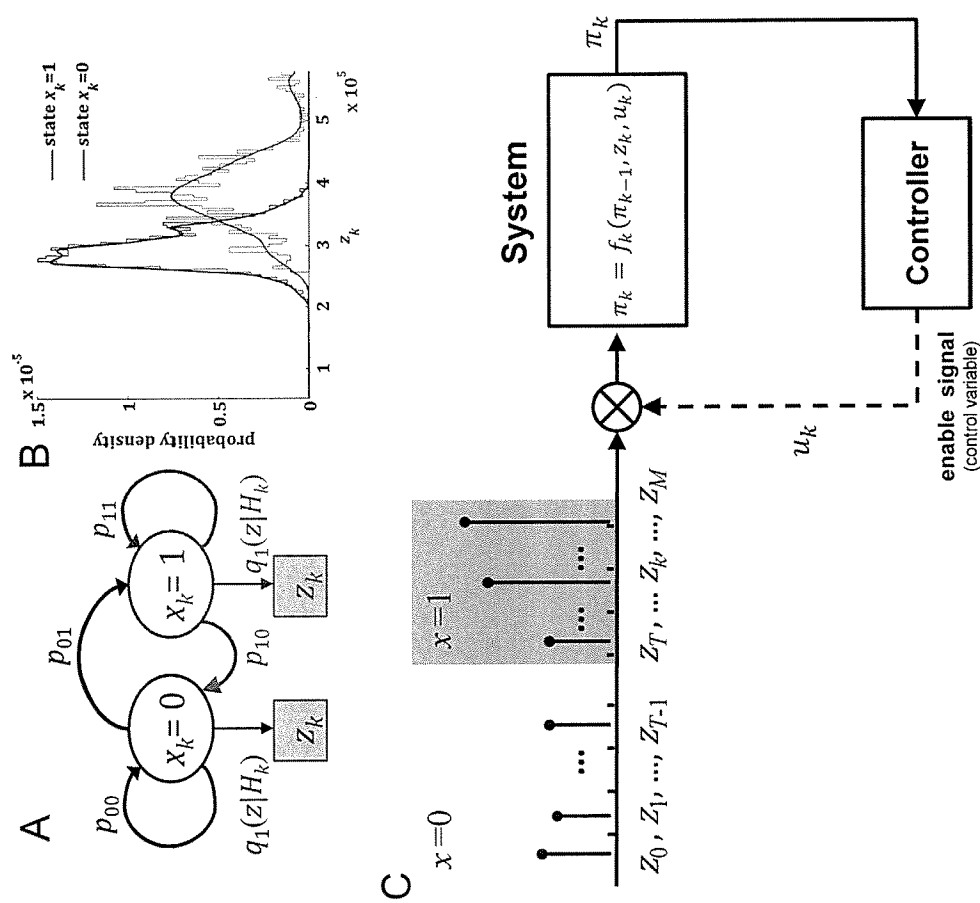 A
p₀₀
p₀₁
p₁₁
xₖ= 0
xₖ= 1
p₁₀
q₁(z|Hₖ)
q₁(z|Hₖ)
zₖ
zₖ
B
1.5 x 10⁻⁵
1
0.5
0
probability density
state xₖ=1
state xₖ=0
1
2
3
4
5
x 10⁵
zₖ
C
x=0
x=1
...
...
...
Z₀ , Z₁, ..., Z_T-1
Z_T, ... Zₖ, ..., Z_M
System
πₖ = fₖ(πₖ₋₁, zₖ, uₖ)
πₖ
Controller
uₖ
enable signal
(control variable)